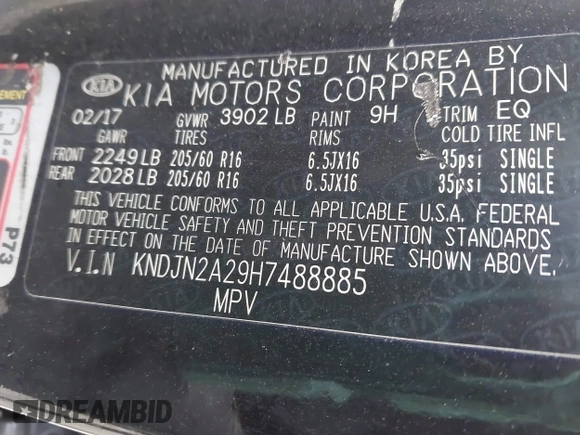 MANUFACTURED IN KOREA BY
KIA KIA MOTORS CORPORATION
02/17 GVWR 3902 LB PAINT 9H TRIM EQ
GAWR TIRES RIMS COLD TIRE INFL
FRONT 2249 LB 205/60 R16 6.5JX16 35psi SINGLE
REAR 2028 LB 205/60 R16 6.5JX16 35psi SINGLE
THIS VEHICLE CONFORMS TO ALL APPLICABLE U.S.A. FEDERAL
MOTOR VEHICLE SAFETY AND THEFT PREVENTION STANDARDS
IN EFFECT ON THE DATE OF MANUFACTURE SHOWN ABOVE.
V.I.N KNDJN2A29H7488885
MPV
P73
DREAMBID